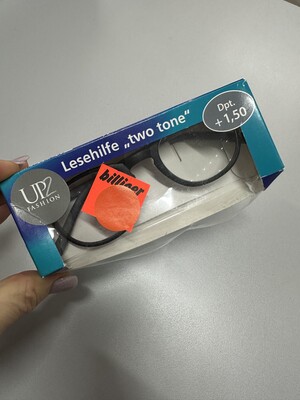 Lesehilfe „two tone“
Dpt.
+ 1,50
UP2
FASHION
billiger